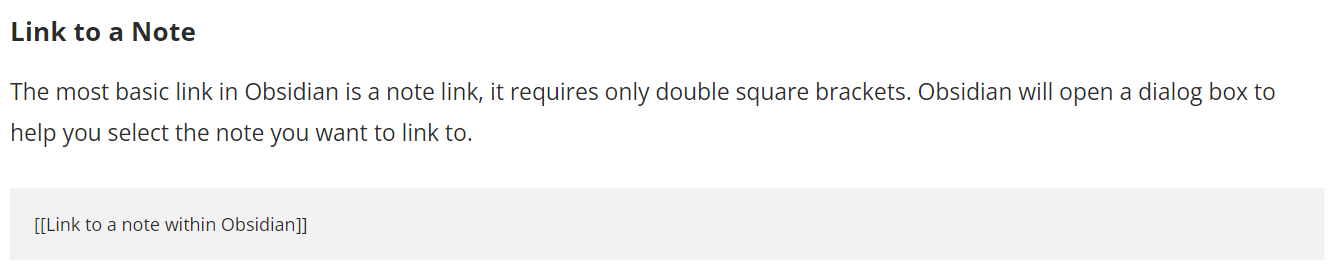 Link to a Note
The most basic link in Obsidian is a note link, it requires only double square brackets. Obsidian will open a dialog box to
help you select the note you want to link to.
[[Link to a note within Obsidian]]